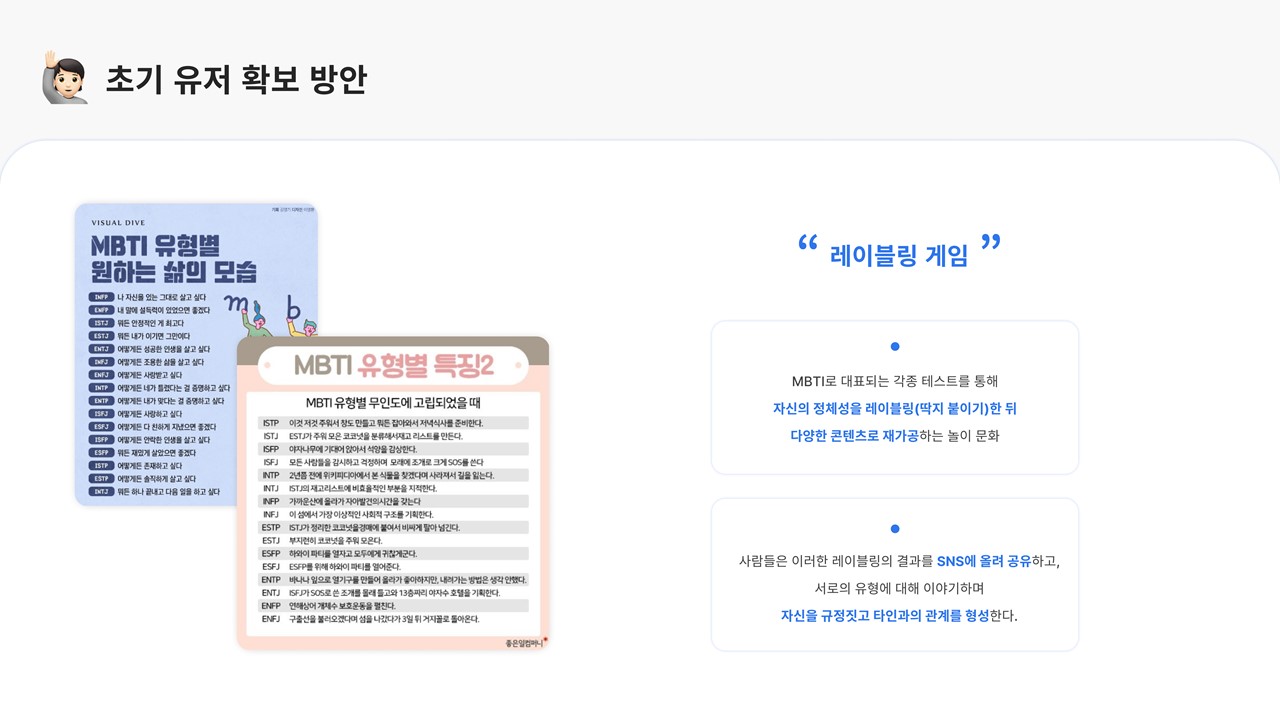 초기 유저 확보 방안
VISUAL DIVE
MBTI 유형별
원하는 삶의 모습
INFP 나 자신을 믿는 그대로 살고 싶다
ENFP 내 말에 설득력이 있었으면 좋겠다
ISTJ 뭐든 안정적인 게 최고다
ESTJ 뭐든 내가 이기면 그만이다
ENTJ 어떻게든 성공한 인생을 살고 싶다
INFJ 어떻게든 조용한 삶을 살고 싶다
ENFJ 어떻게든 사랑받고 싶다
INTP 어떻게든 네가 틀렸다는 걸 증명하고 싶다
ENTP 어떻게든 내가 맞다는 걸 증명하고 싶다
ISFJ 어떻게든 사랑하고 싶다
ESFJ 어떻게든 다 친하게 지냈으면 좋겠다
ISFP 어떻게든 안락한 인생을 살고 싶다
ESFP 뭐든 재밌게 살았으면 좋겠다
ISTP 어떻게든 존재하고 싶다
ESTP 어떻게든 솔직하게 살고 싶다
INTJ 뭐든 하나 끝내고 다음 일을 하고 싶다
m b
MBTI 유형별 특징2
MBTI 유형별 무인도에 고립되었을 때
ISTP 이것 저것 주워서 창도 만들고 뭐든 잡아와서 저녁식사를 준비한다.
ISTJ ESTJ가 주워 모은 코코넛을 분류해서재고 리스트를 만든다.
ISFP 야자나무에 기대어 앉아서 석양을 감상한다.
ISFJ 모든 사람들을 감시하고 걱정하며 모래에 조개로 크게 SOS를 쓴다
INTP 2년쯤 전에 위키피디아에서 본 식물을 찾겠다며 사라져서 길을 잃는다.
INTJ ISTJ의 재고리스트에 비효율적인 부분을 지적한다.
INFP 가까운산에 올라가 자아발견의시간을 갖는다
INFJ 이 섬에서 가장 이상적인 사회적 구조를 기획한다.
ESTP ISTJ가 정리한 코코넛을경매에 붙여서 비싸게 팔아 넘긴다.
ESTJ 부지런히 코코넛을 주워 모은다.
ESFP 하와이 파티를 열자고 모두에게 귀찮게군다.
ESFJ ESFP를 위해 하와이 파티를 열어준다.
ENTP 바나나 잎으로 열기구를 만들어 올라가 좋아하지만, 내려가는 방법은 생각 안했다.
ENTJ ISFJ가 SOS로 쓴 조개를 몰래 들고와 13층짜리 야자수 호텔을 기획한다.
ENFP 연해상어 개체수 보호운동을 펼친다.
ENFJ 구출선을 불러오겠다며 섬을 나갔다가 3일 뒤 거지꼴로 돌아온다.
좋은일컴퍼니
“ 레이블링 게임 ”
MBTI로 대표되는 각종 테스트를 통해
자신의 정체성을 레이블링(딱지 붙이기)한 뒤
다양한 콘텐츠로 재가공하는 놀이 문화
사람들은 이러한 레이블링의 결과를 SNS에 올려 공유하고,
서로의 유형에 대해 이야기하며
자신을 규정짓고 타인과의 관계를 형성한다.